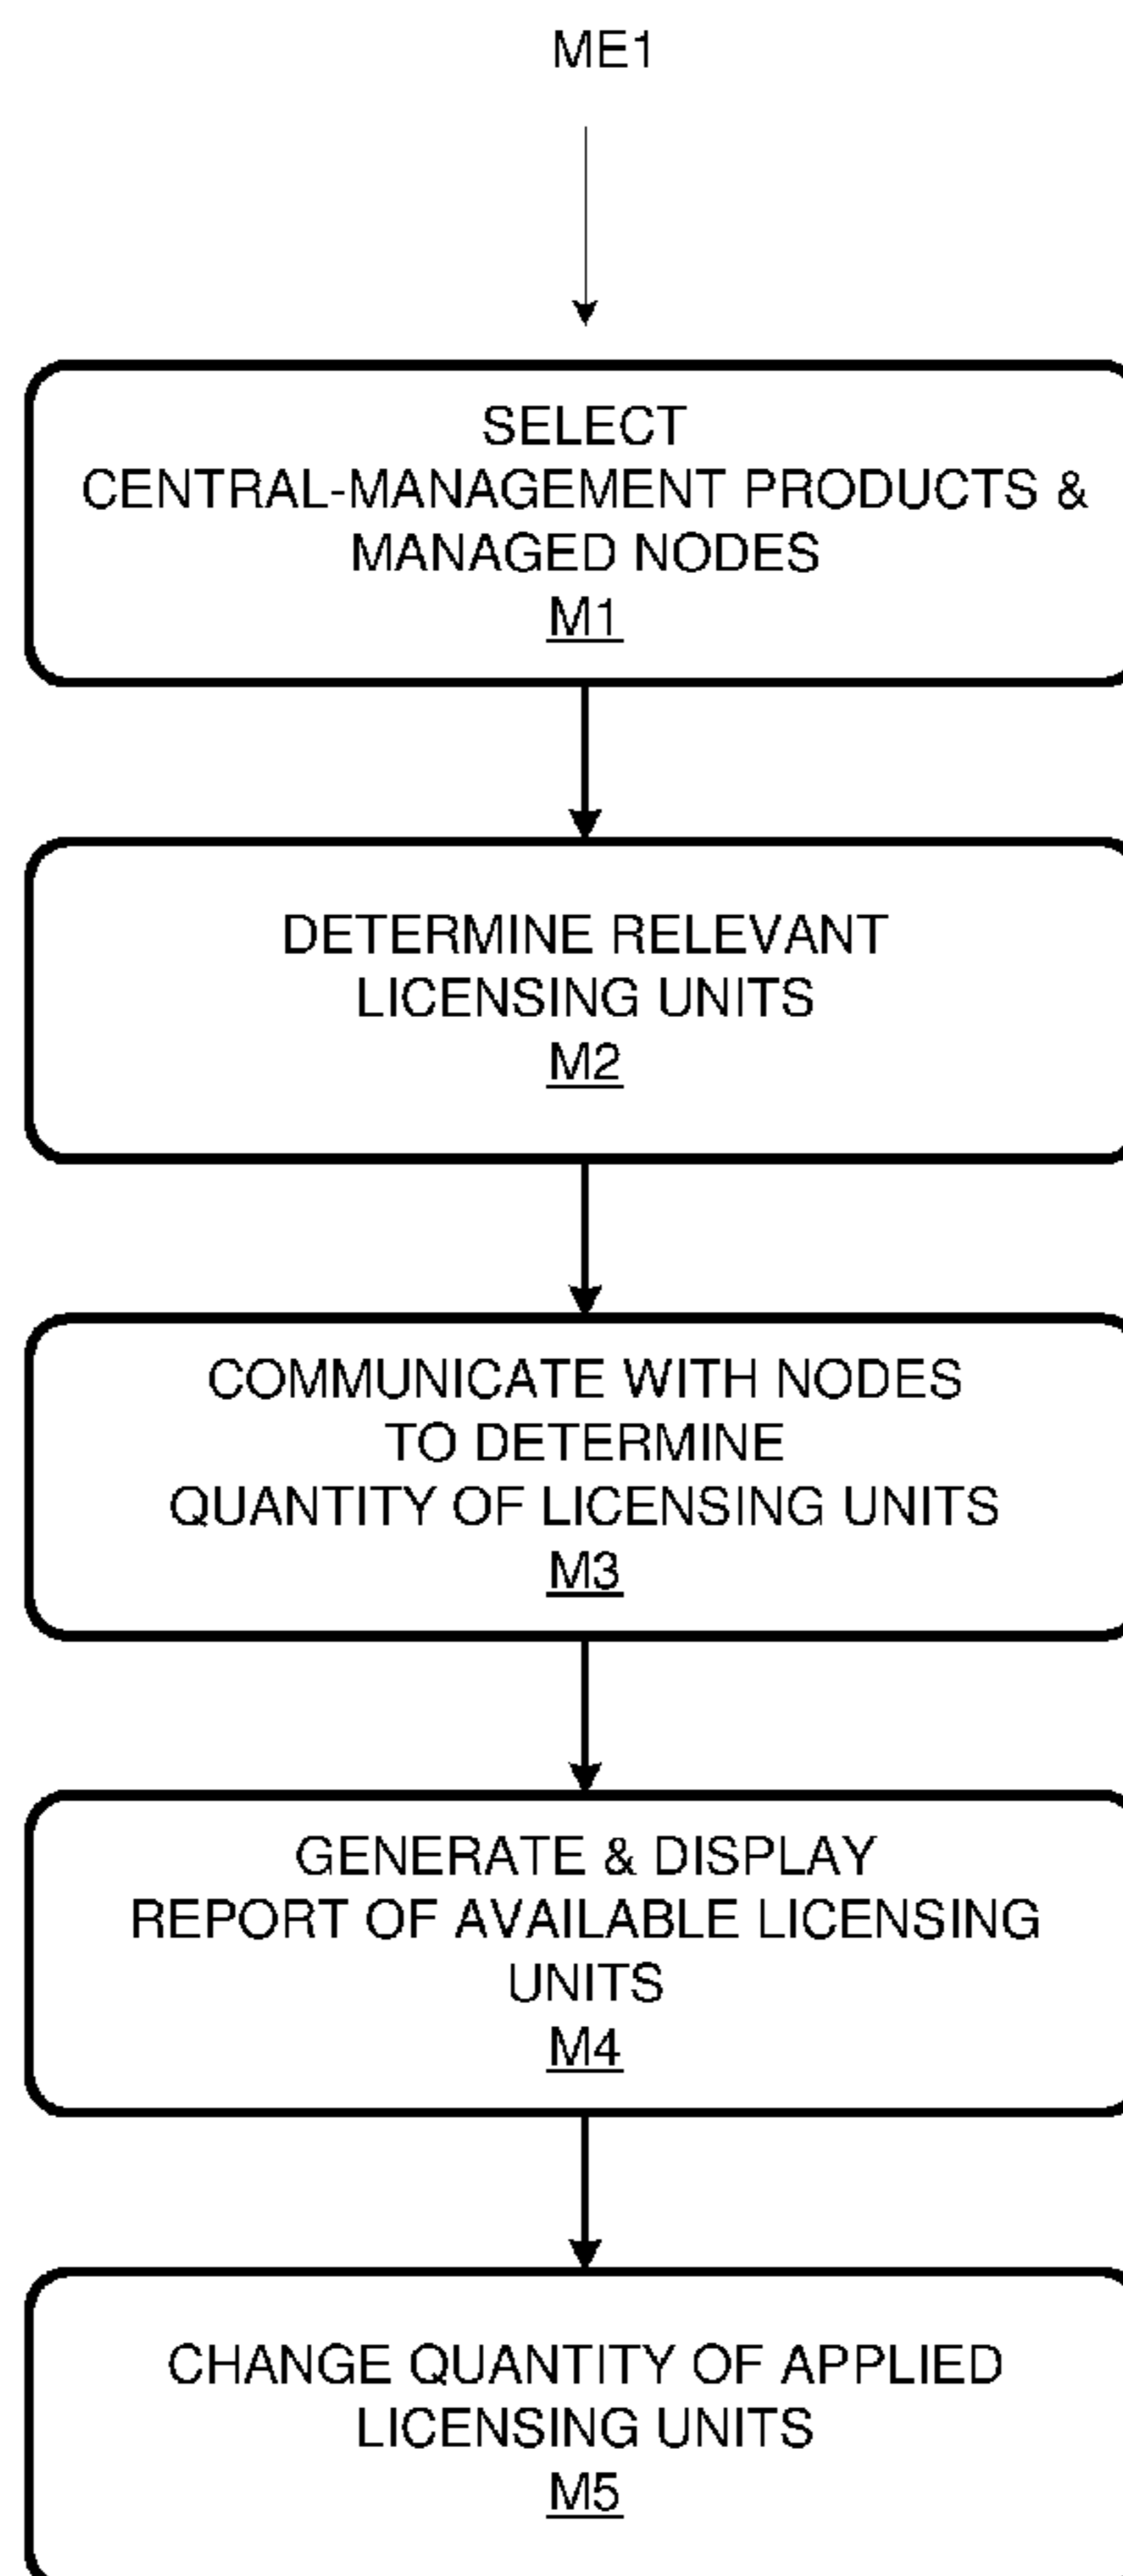 ME1
SELECT
CENTRAL-MANAGEMENT PRODUCTS &
MANAGED NODES
M1
DETERMINE RELEVANT
LICENSING UNITS
M2
COMMUNICATE WITH NODES
TO DETERMINE
QUANTITY OF LICENSING UNITS
M3
GENERATE & DISPLAY
REPORT OF AVAILABLE LICENSING
UNITS
M4
CHANGE QUANTITY OF APPLIED
LICENSING UNITS
M5